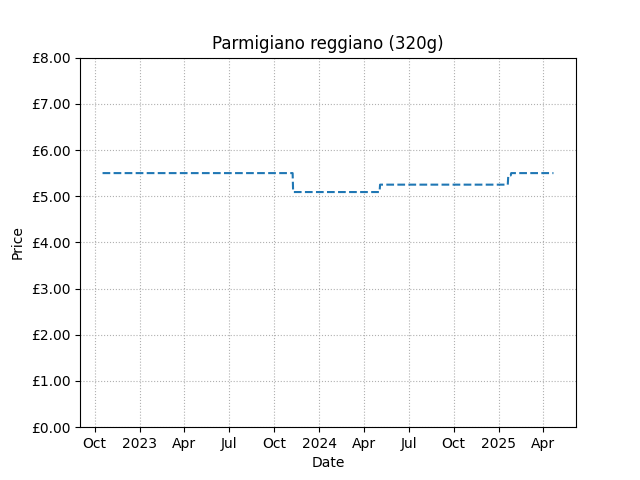 Parmigiano reggiano (320g)
£8.00
£7.00
£6.00
£5.00
£4.00
£3.00
£2.00
£1.00
£0.00
Price
Oct 2023 Apr Jul Oct 2024 Apr Jul Oct 2025 Apr
Date